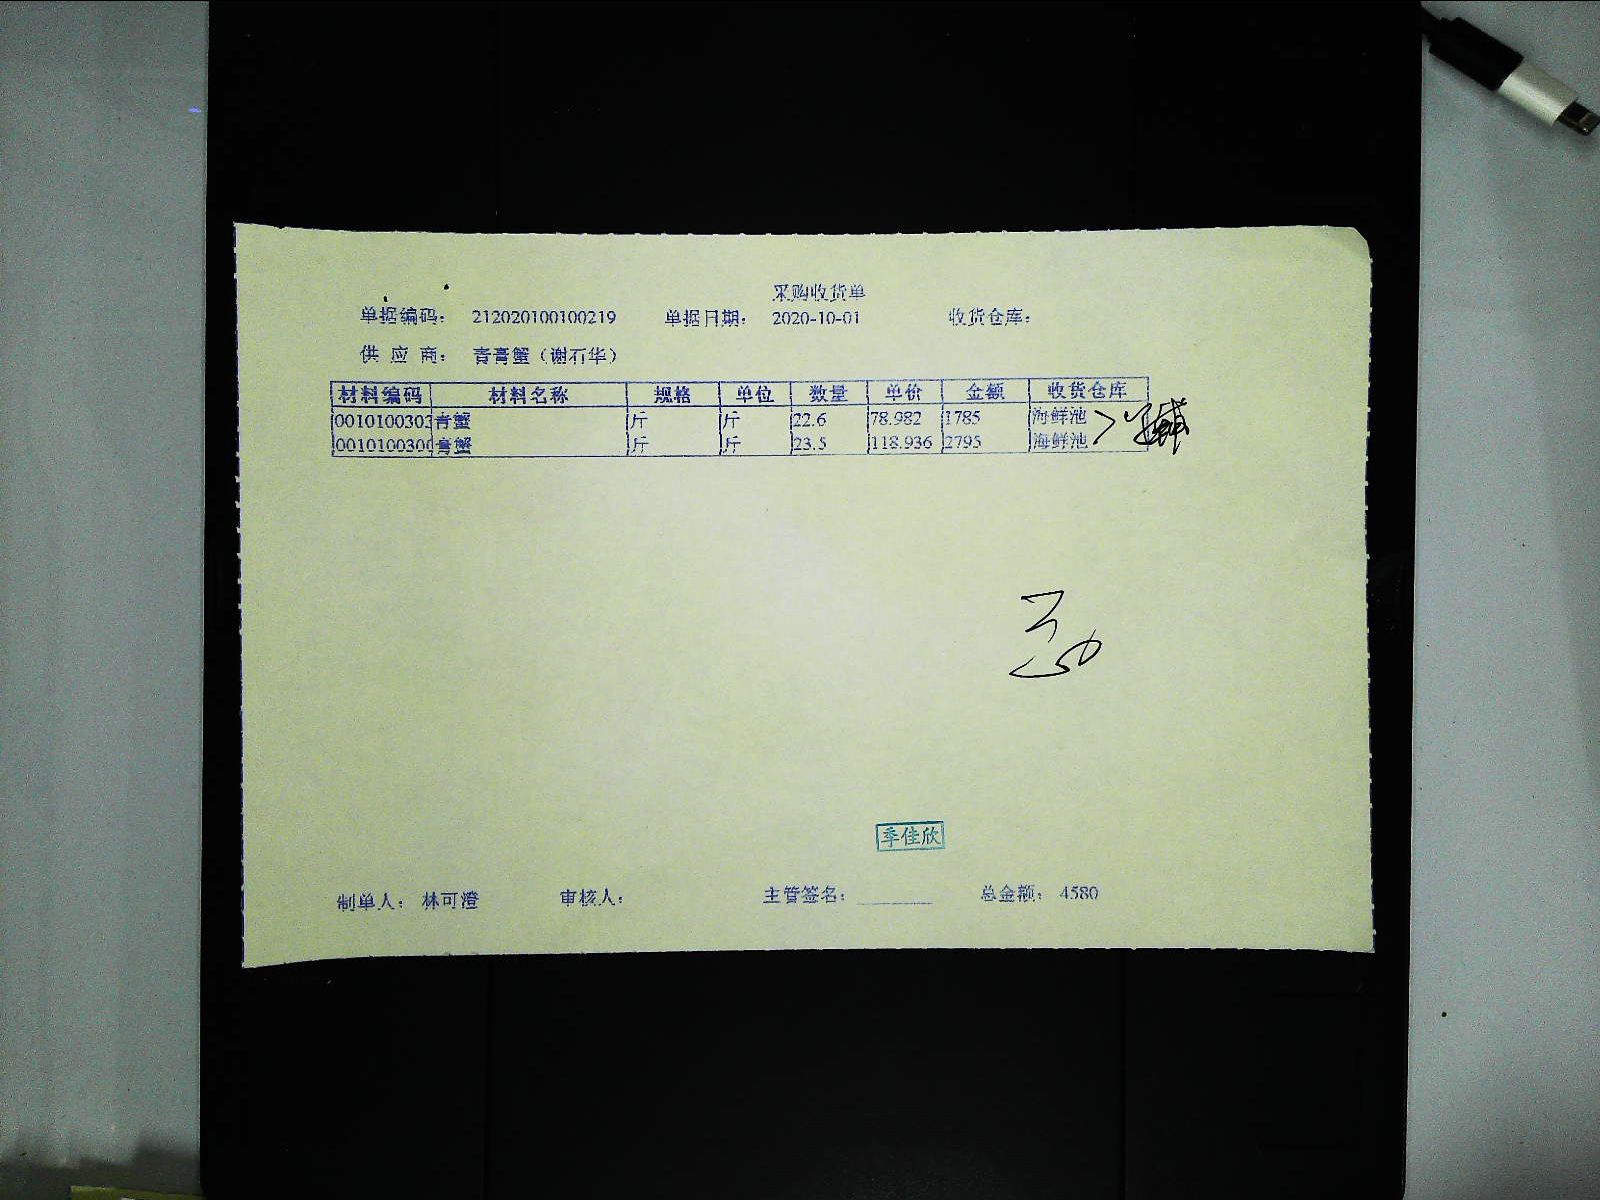 采购收货单
单据编码： 212020100100219 单据日期： 2020-10-01 收货仓库：
供 应 商： 青膏蟹（谢石华）
材料编码 材料名称 规格 单位 数量 单价 金额 收货仓库
0010100303 青蟹 斤 斤 22.6 78.982 1785 海鲜池
001010030 膏蟹 斤 斤 23.5 118.936 2795 海鲜池
季佳欣
制单人： 林可澄 审核人： 主管签名： 总金额： 4580